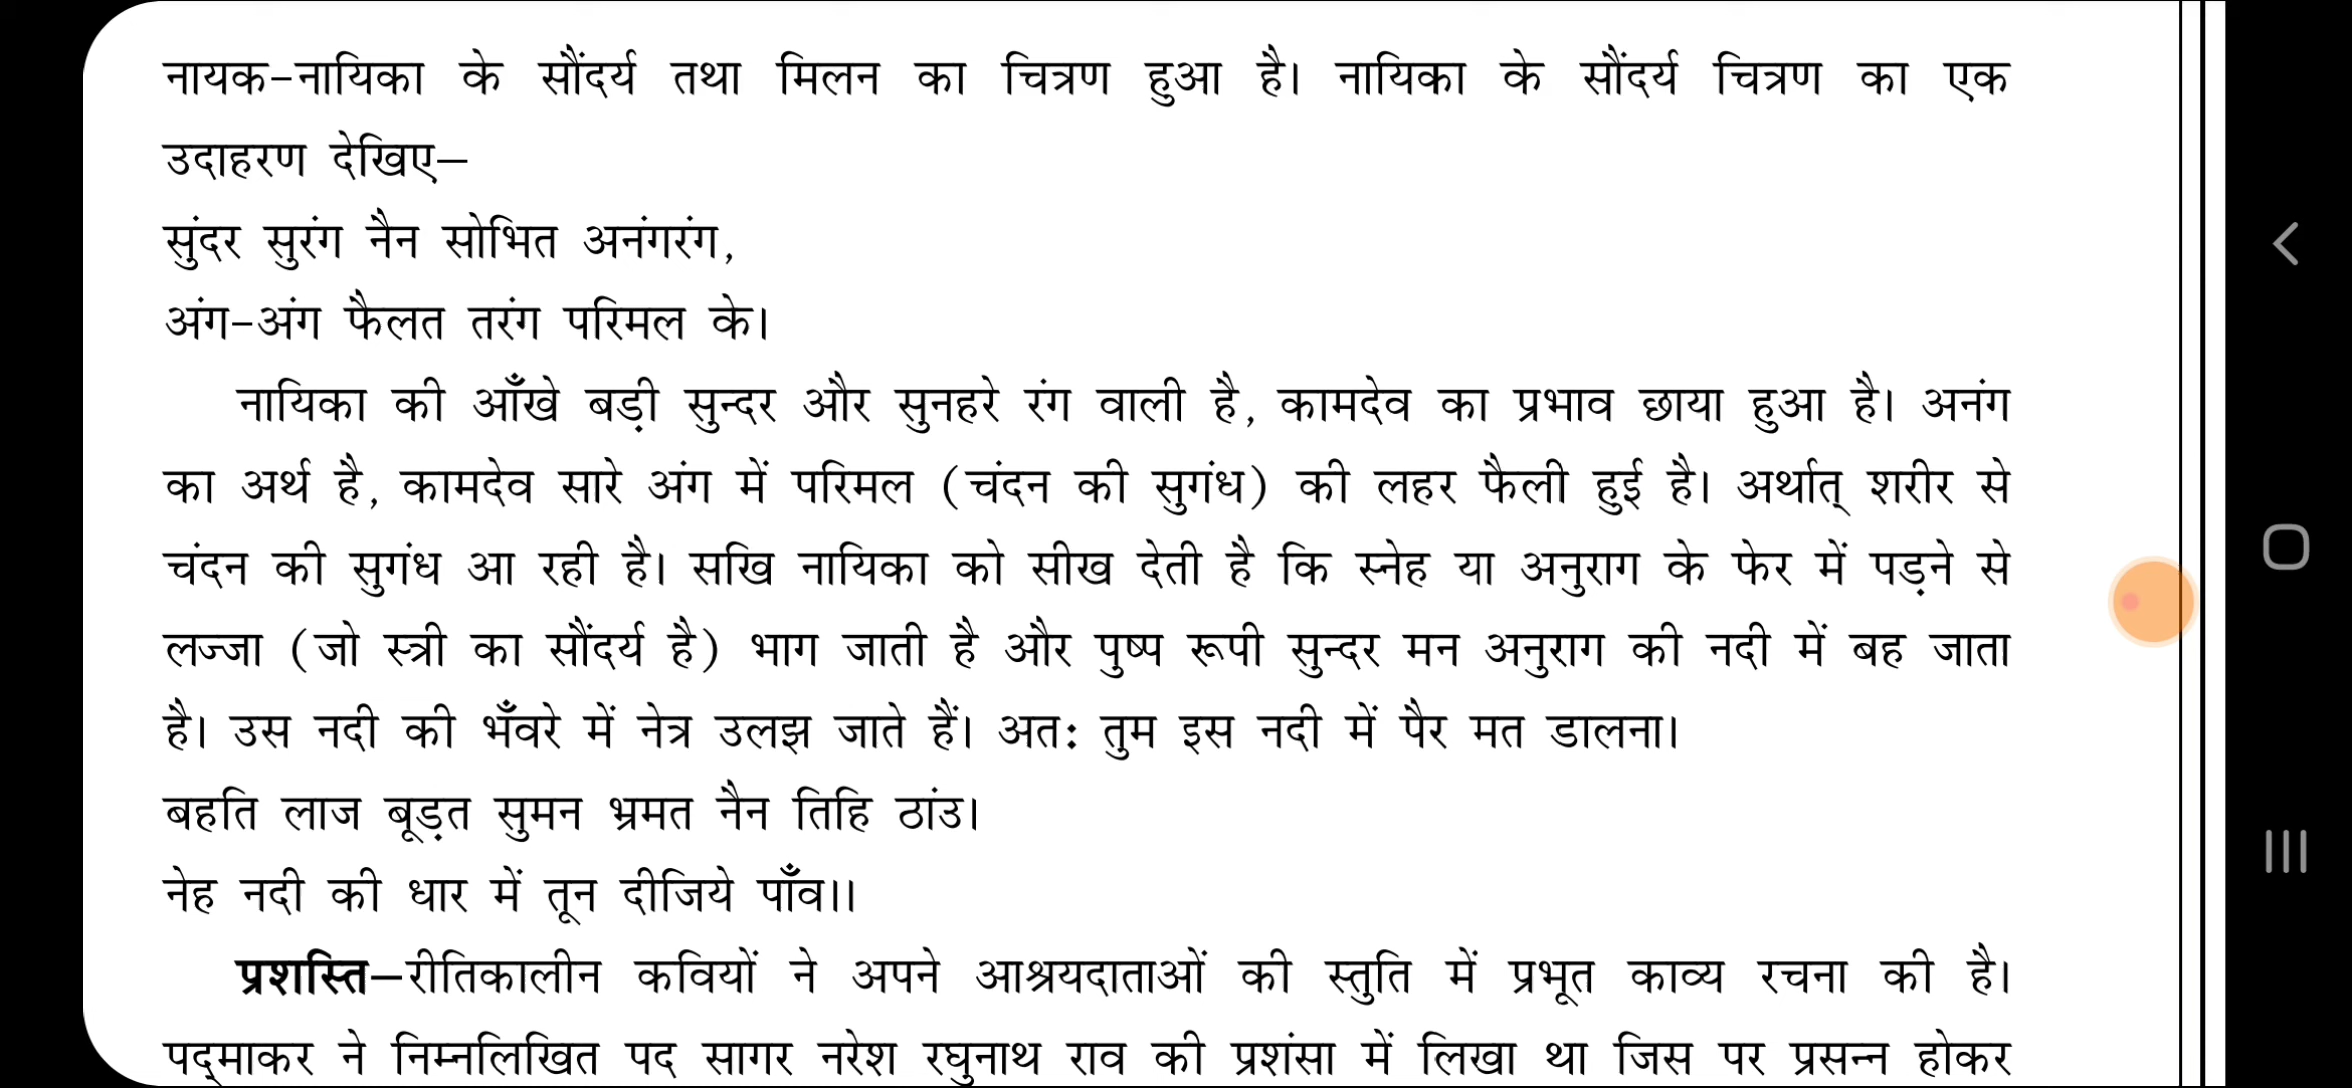 नायक-नायिका के सौंदर्य तथा मिलन का चित्रण हुआ है। नायिका के सौंदर्य चित्रण का एक
उदाहरण देखिए—
सुंदर सुरंग नैन सोभित अनंगरंग,
अंग-अंग फैलत तरंग परिमल के।
नायिका की आँखे बड़ी सुन्दर और सुनहरे रंग वाली है, कामदेव का प्रभाव छाया हुआ है। अनंग
का अर्थ है, कामदेव सारे अंग में परिमल (चंदन की सुगंध) की लहर फैली हुई है। अर्थात् शरीर से
चंदन की सुगंध आ रही है। सखि नायिका को सीख देती है कि स्नेह या अनुराग के फेर में पड़ने से
लज्जा (जो स्त्री का सौंदर्य है) भाग जाती है और पुष्प रूपी सुन्दर मन अनुराग की नदी में बह जाता
है। उस नदी की भँवरे में नेत्र उलझ जाते हैं। अतः तुम इस नदी में पैर मत डालना।
बहति लाज बूड़त सुमन भ्रमत नैन तिहि ठांउ।
नेह नदी की धार में तून दीजिये पाँव।।
प्रशस्ति—रीतिकालीन कवियों ने अपने आश्रयदाताओं की स्तुति में प्रभूत काव्य रचना की है।
पद्‌माकर ने निम्नलिखित पद सागर नरेश रघुनाथ राव की प्रशंसा में लिखा था जिस पर प्रसन्न होकर